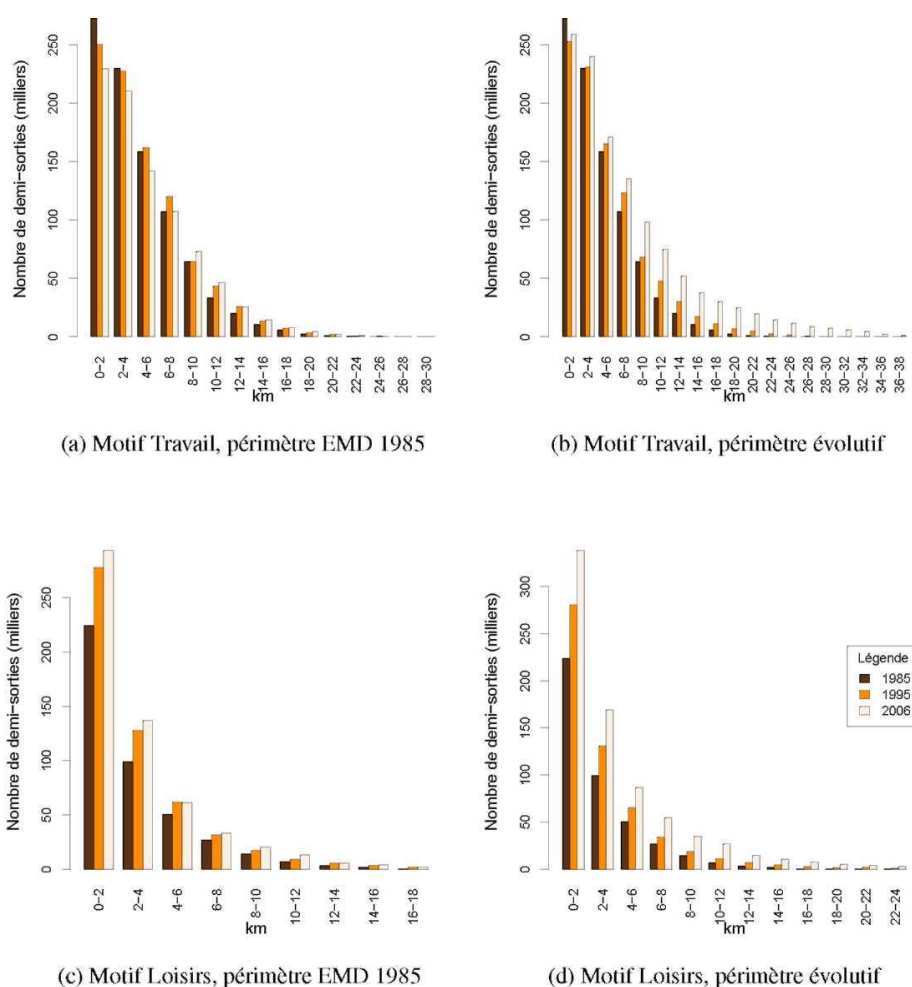 Nombre de demi−sorties (milliers)
0 50 100 150 200 250
0−2 2−4 4−6 6−8 8−10 10−12 12−14 14−16 16−18 18−20 20−22 22−24 24−26 26−28 28−30
km
(a) Motif Travail, périmètre EMD 1985
Nombre de demi−sorties (milliers)
0 50 100 150 200 250
0−2 2−4 4−6 6−8 8−10 10−12 12−14 14−16 16−18 18−20 20−22 22−24 24−26 26−28 28−30 30−32 32−34 34−36 36−38
km
(b) Motif Travail, périmètre évolutif
Nombre de demi−sorties (milliers)
0 50 100 150 200 250
0−2 2−4 4−6 6−8 8−10 10−12 12−14 14−16 16−18
km
(c) Motif Loisirs, périmètre EMD 1985
Nombre de demi−sorties (milliers)
0 50 100 150 200 250 300
0−2 2−4 4−6 6−8 8−10 10−12 12−14 14−16 16−18 18−20 20−22 22−24
km
Légende
1985
1995
2006
(d) Motif Loisirs, périmètre évolutif